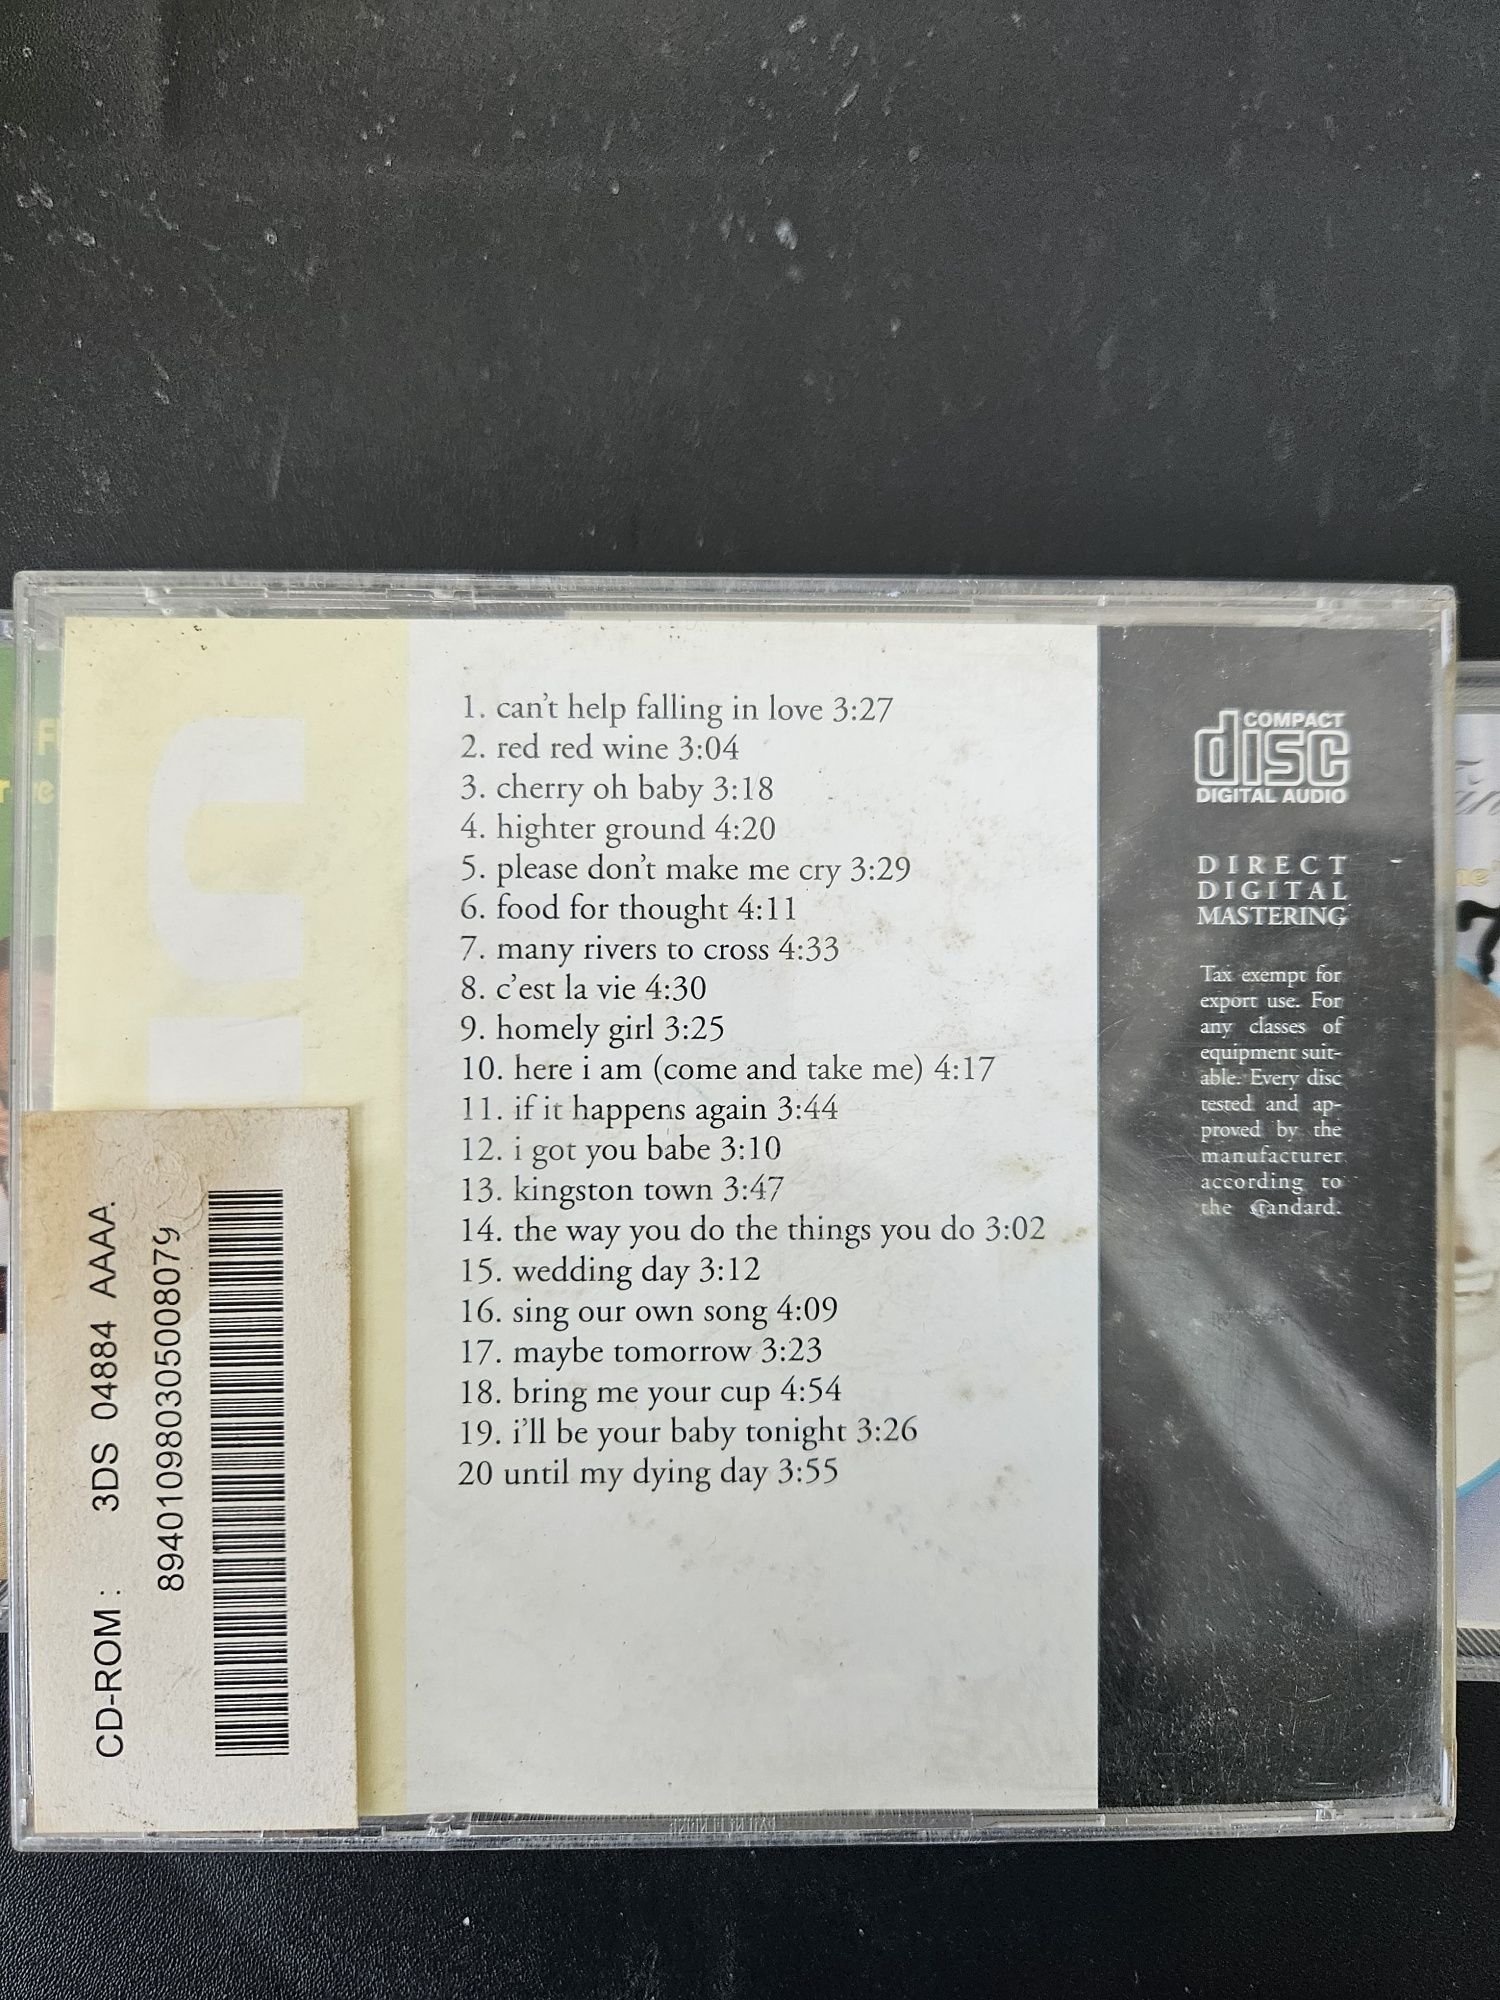 1. can't help falling in love 3:27
2. red red wine 3:04
3. cherry oh baby 3:18
4. highter ground 4:20
5. please don't make me cry 3:29
6. food for thought 4:11
7. many rivers to cross 4:33
8. c'est la vie 4:30
9. homely girl 3:25
10. here i am (come and take me) 4:17
11. if it happens again 3:44
12. i got you babe 3:10
13. kingston town 3:47
14. the way you do the things you do 3:02
15. wedding day 3:12
16. sing our own song 4:09
17. maybe tomorrow 3:23
18. bring me your cup 4:54
19. i'll be your baby tonight 3:26
20 until my dying day 3:55
COMPACT
disc
DIGITAL AUDIO
DIRECT
DIGITAL
MASTERING
Tax exempt for
export use. For
any classes of
equipment suit-
able. Every disc
tested and ap-
proved by the
manufacturer
according to
the standard.
CD-ROM : 3DS 04884 AAAA
8940109803050080​79